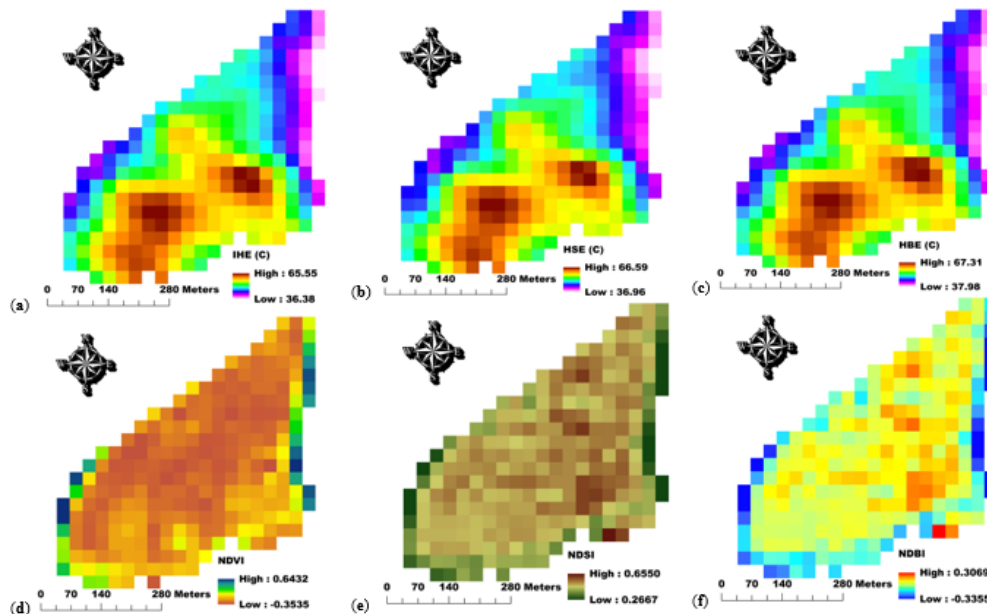 IHE (C)
High : 65.55
Low : 36.38
0 70 140 280 Meters
(a)
HSE (C)
High : 66.59
Low : 36.96
0 70 140 280 Meters
(b)
HBE (C)
High : 67.31
Low : 37.98
0 70 140 280 Meters
(c)
NDVI
High : 0.6432
Low : -0.3535
0 70 140 280 Meters
(d)
NDSI
High : 0.6550
Low : 0.2667
0 70 140 280 Meters
(e)
NDBI
High : 0.3069
Low : -0.3355
0 70 140 280 Meters
(f)